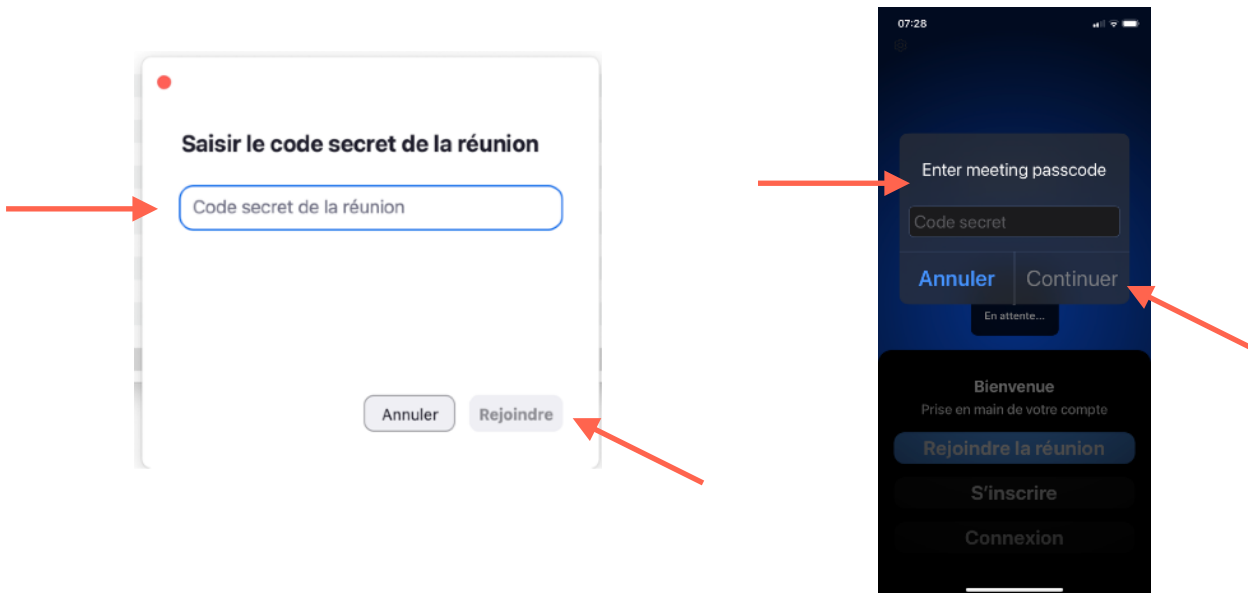 Saisir le code secret de la réunion
Code secret de la réunion
Annuler
Rejoindre
07:28
Enter meeting passcode
Code secret
Annuler
Continuer
En attente...
Bienvenue
Prise en main de votre compte
Rejoindre la réunion
S'inscrire
Connexion